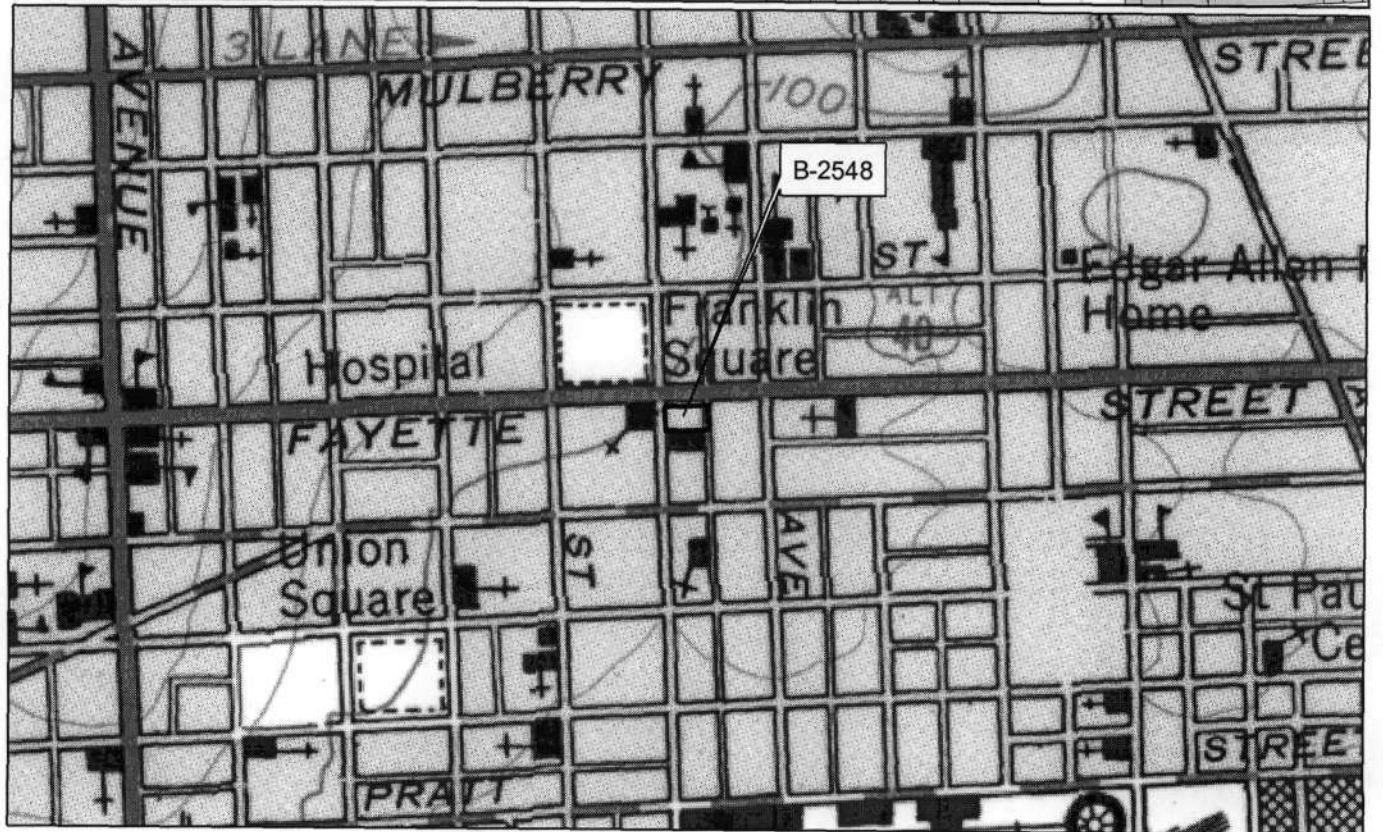 3 LANE
AVENUE
MULBERRY
100
STREE
B-2548
ST
Edgar Allen P
Home
ALT
40
Franklin
Square
Hospital
FAYETTE
STREET
Union
Square
ST
AVE
St Pau
Ce
STREET
PRATT